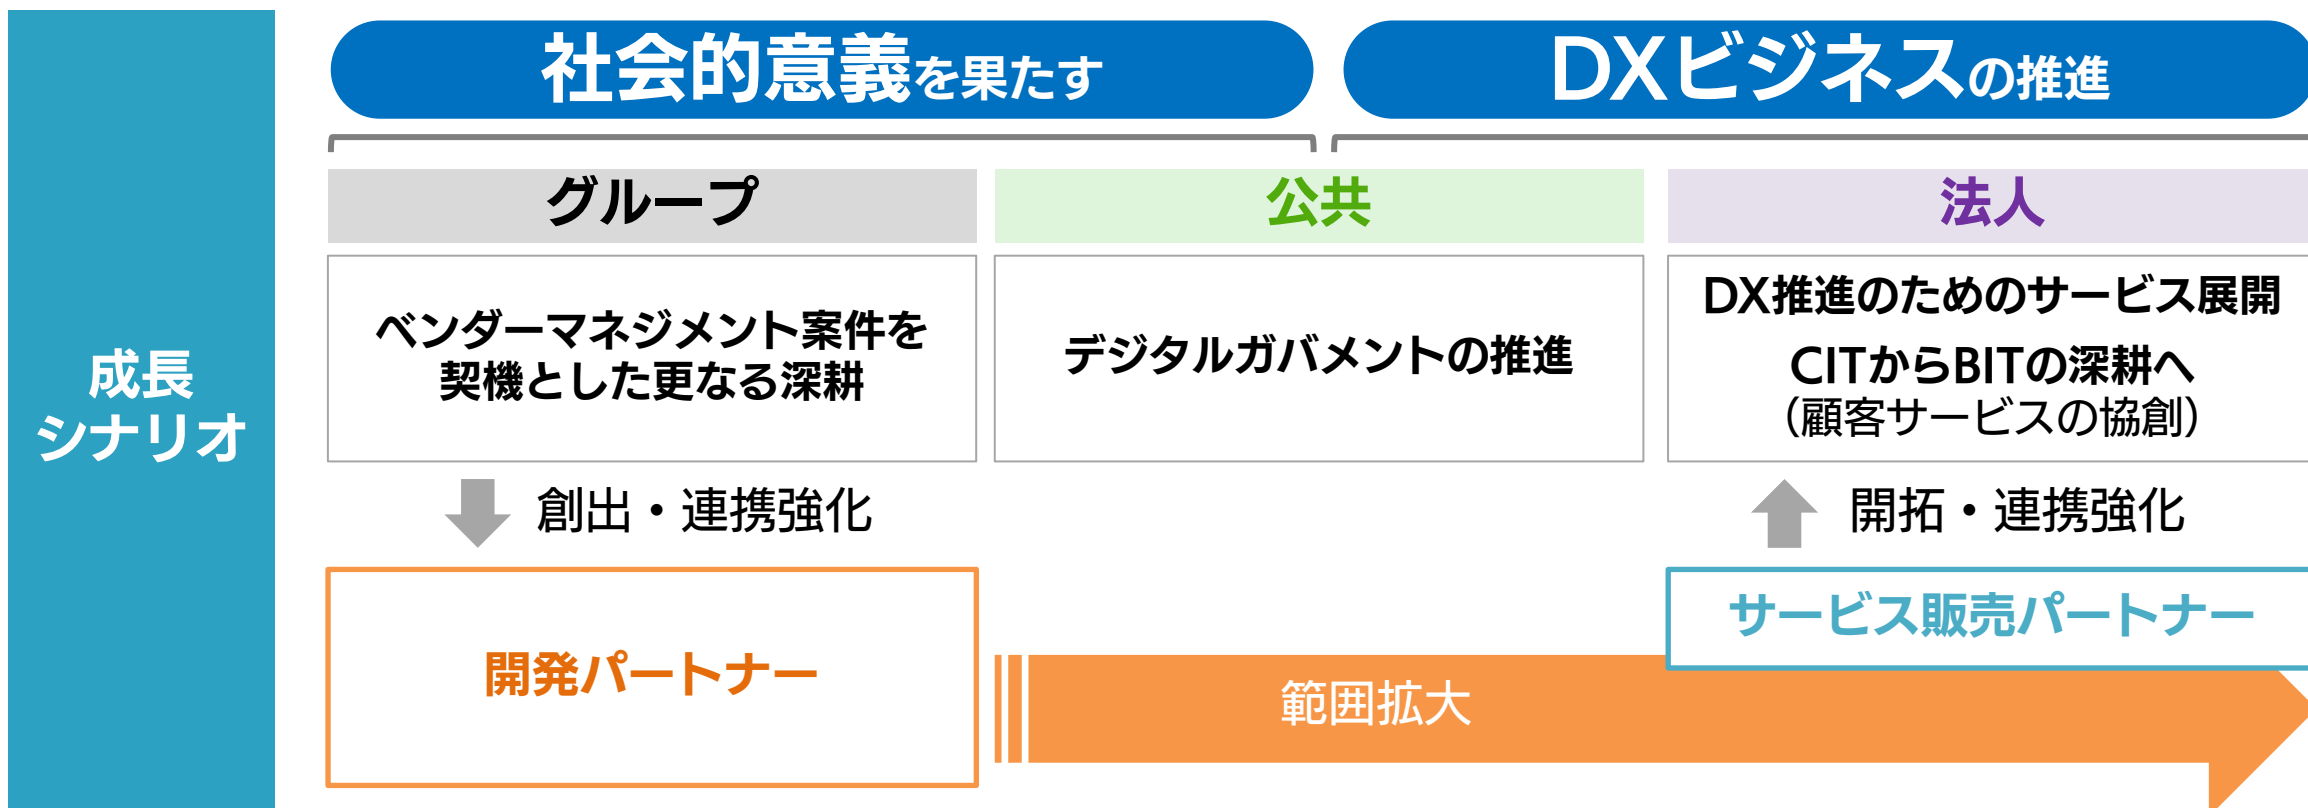 社会的意義を果たす
DXビジネスの推進
成長
シナリオ
グループ
公共
法人
ベンダーマネジメント案件を
契機とした更なる深耕
デジタルガバメントの推進
DX推進のためのサービス展開
CITからBITの深耕へ
（顧客サービスの協創）
創出・連携強化
開拓・連携強化
開発パートナー
サービス販売パートナー
範囲拡大